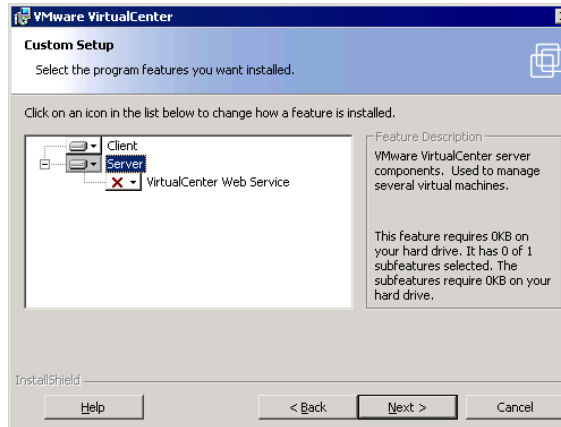 VMware VirtualCenter
Custom Setup
Select the program features you want installed.
Click on an icon in the list below to change how a feature is installed.
Client
Server
VirtualCenter Web Service
Feature Description
VMware VirtualCenter server
components. Used to manage
several virtual machines.
This feature requires 0KB on
your hard drive. It has 0 of 1
subfeatures selected. The
subfeatures require 0KB on your
hard drive.
InstallShield
Help
< Back
Next >
Cancel